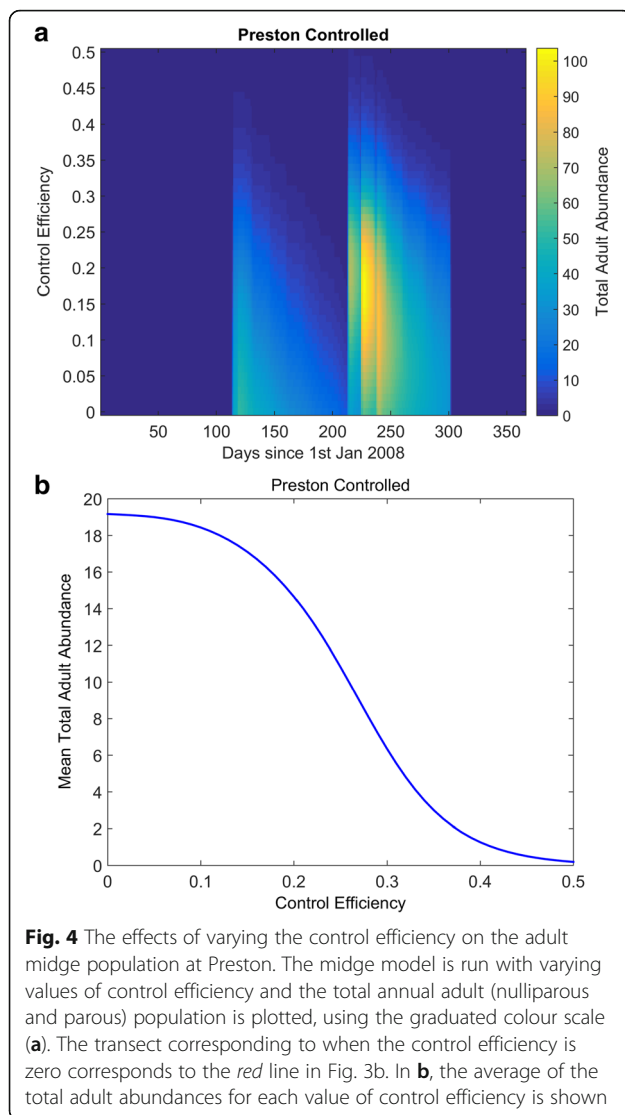 a
Preston Controlled
0.5
0.45
0.4
0.35
0.3
0.25
0.2
0.15
0.1
0.05
0
Control Efficiency
50 100 150 200 250 300 350
Days since 1st Jan 2008
100
90
80
70
60
50
40
30
20
10
0
Total Adult Abundance
b
Preston Controlled
20
18
16
14
12
10
8
6
4
2
0
Mean Total Adult Abundance
0 0.1 0.2 0.3 0.4 0.5
Control Efficiency
Fig. 4 The effects of varying the control efficiency on the adult
midge population at Preston. The midge model is run with varying
values of control efficiency and the total annual adult (nulliparous
and parous) population is plotted, using the graduated colour scale
(a). The transect corresponding to when the control efficiency is
zero corresponds to the red line in Fig. 3b. In b, the average of the
total adult abundances for each value of control efficiency is shown